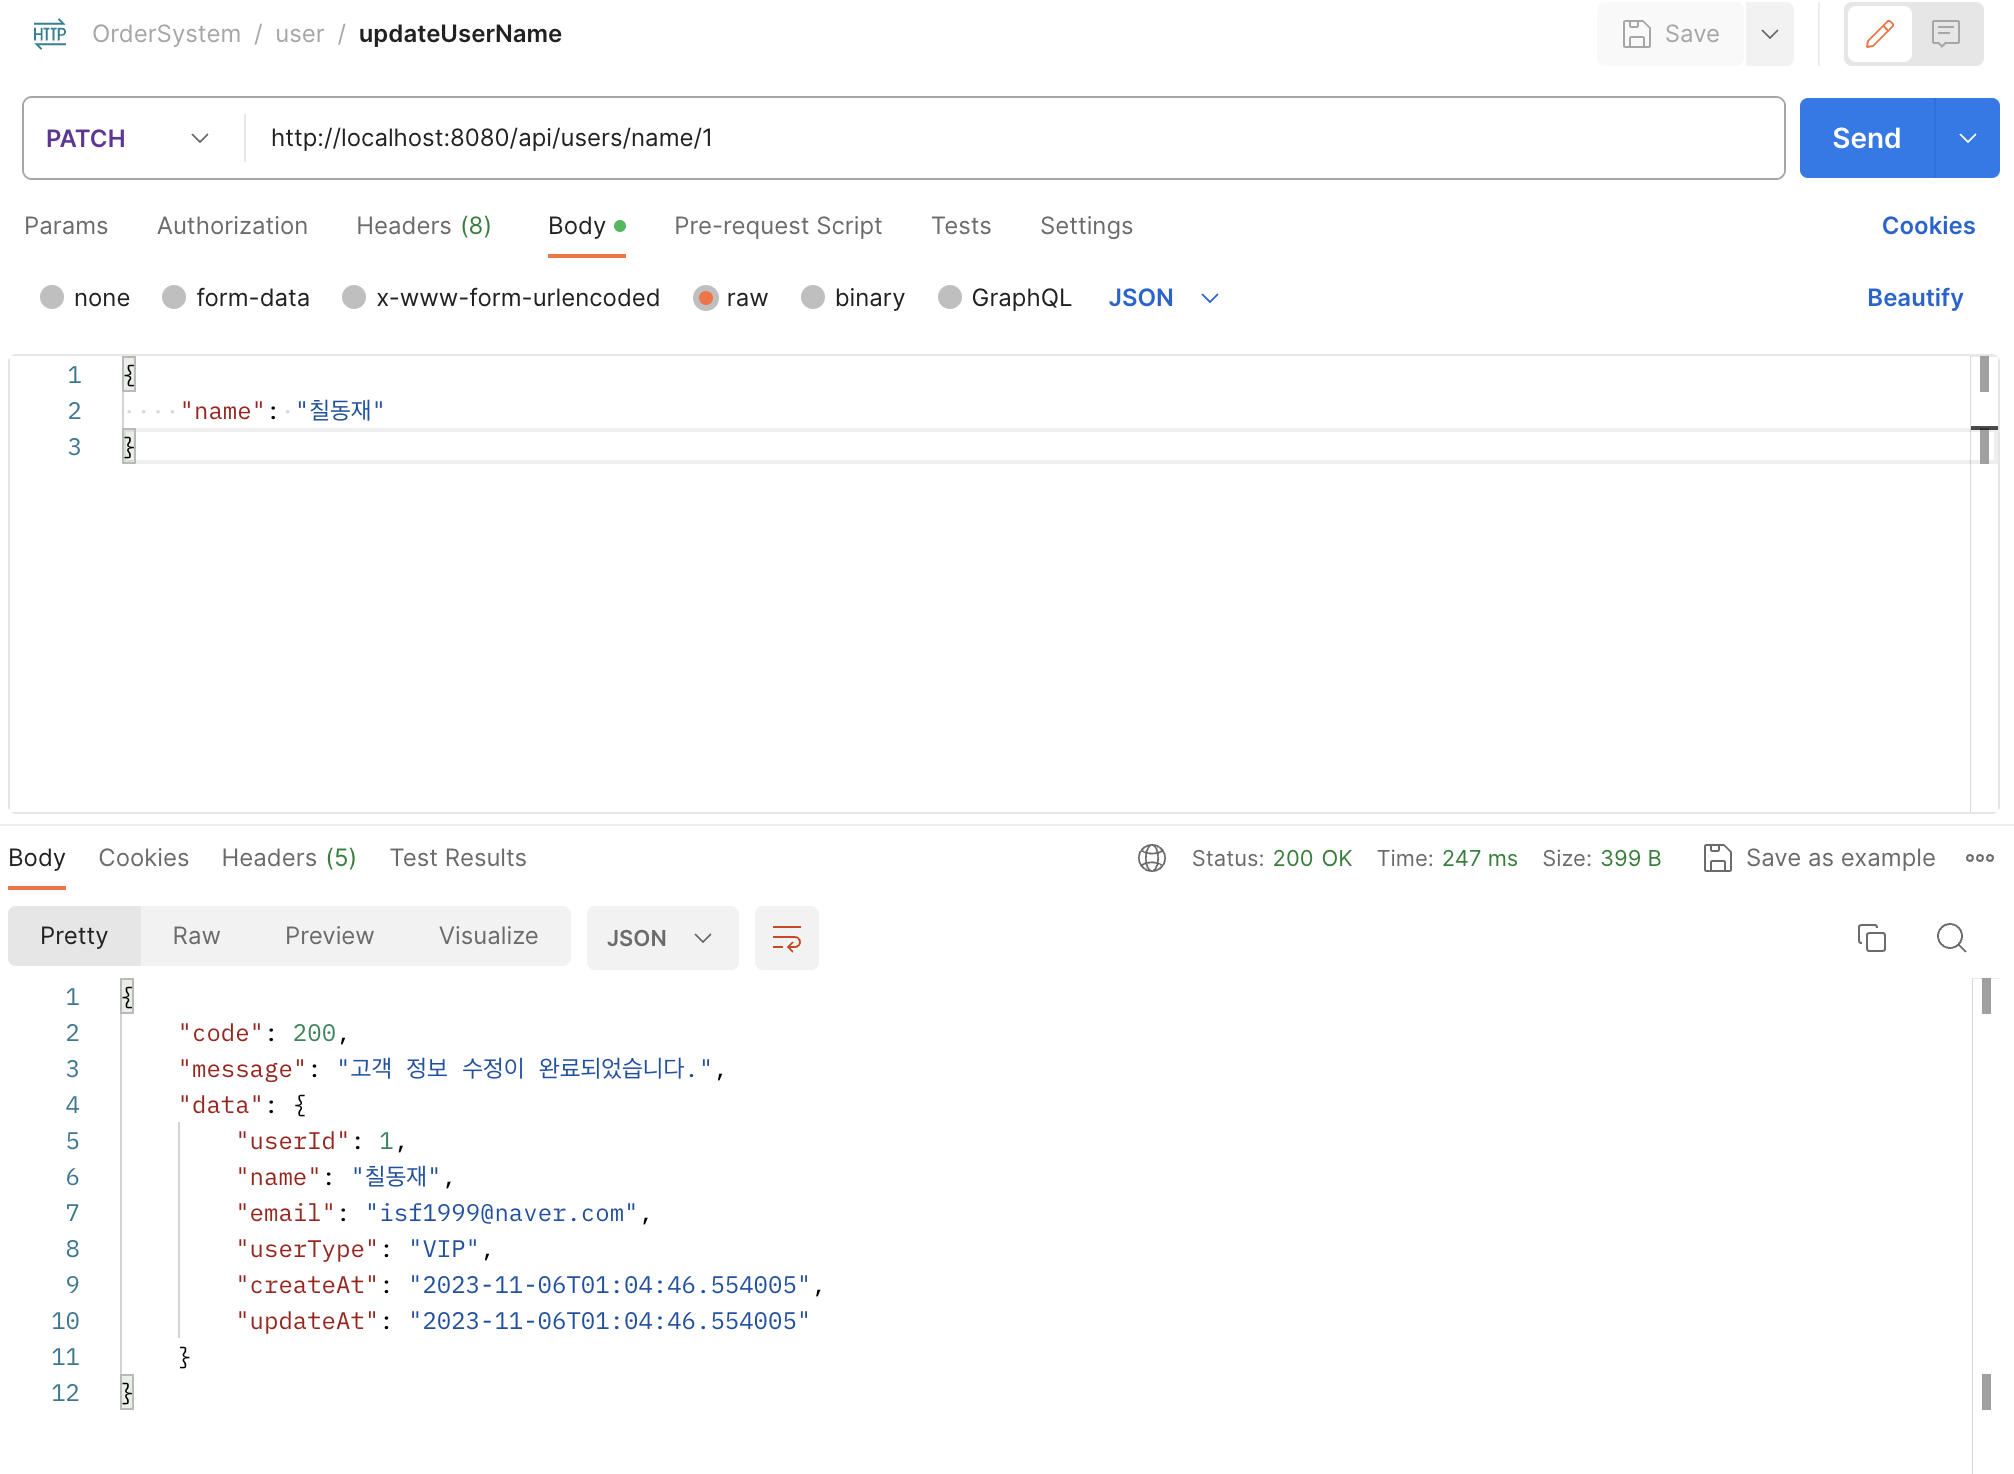 HTTP OrderSystem / user / updateUserName Save
PATCH http://localhost:8080/api/users/name/1 Send
Params Authorization Headers (8) Body Pre-request Script Tests Settings Cookies
none form-data x-www-form-urlencoded raw binary GraphQL JSON Beautify
1 {
2 "name": "칠동재"
3 }
Body Cookies Headers (5) Test Results Status: 200 OK Time: 247 ms Size: 399 B Save as example
Pretty Raw Preview Visualize JSON
1 {
2 "code": 200,
3 "message": "고객 정보 수정이 완료되었습니다.",
4 "data": {
5 "userId": 1,
6 "name": "칠동재",
7 "email": "isf1999@naver.com",
8 "userType": "VIP",
9 "createAt": "2023-11-06T01:04:46.554005",
10 "updateAt": "2023-11-06T01:04:46.554005"
11 }
12 }